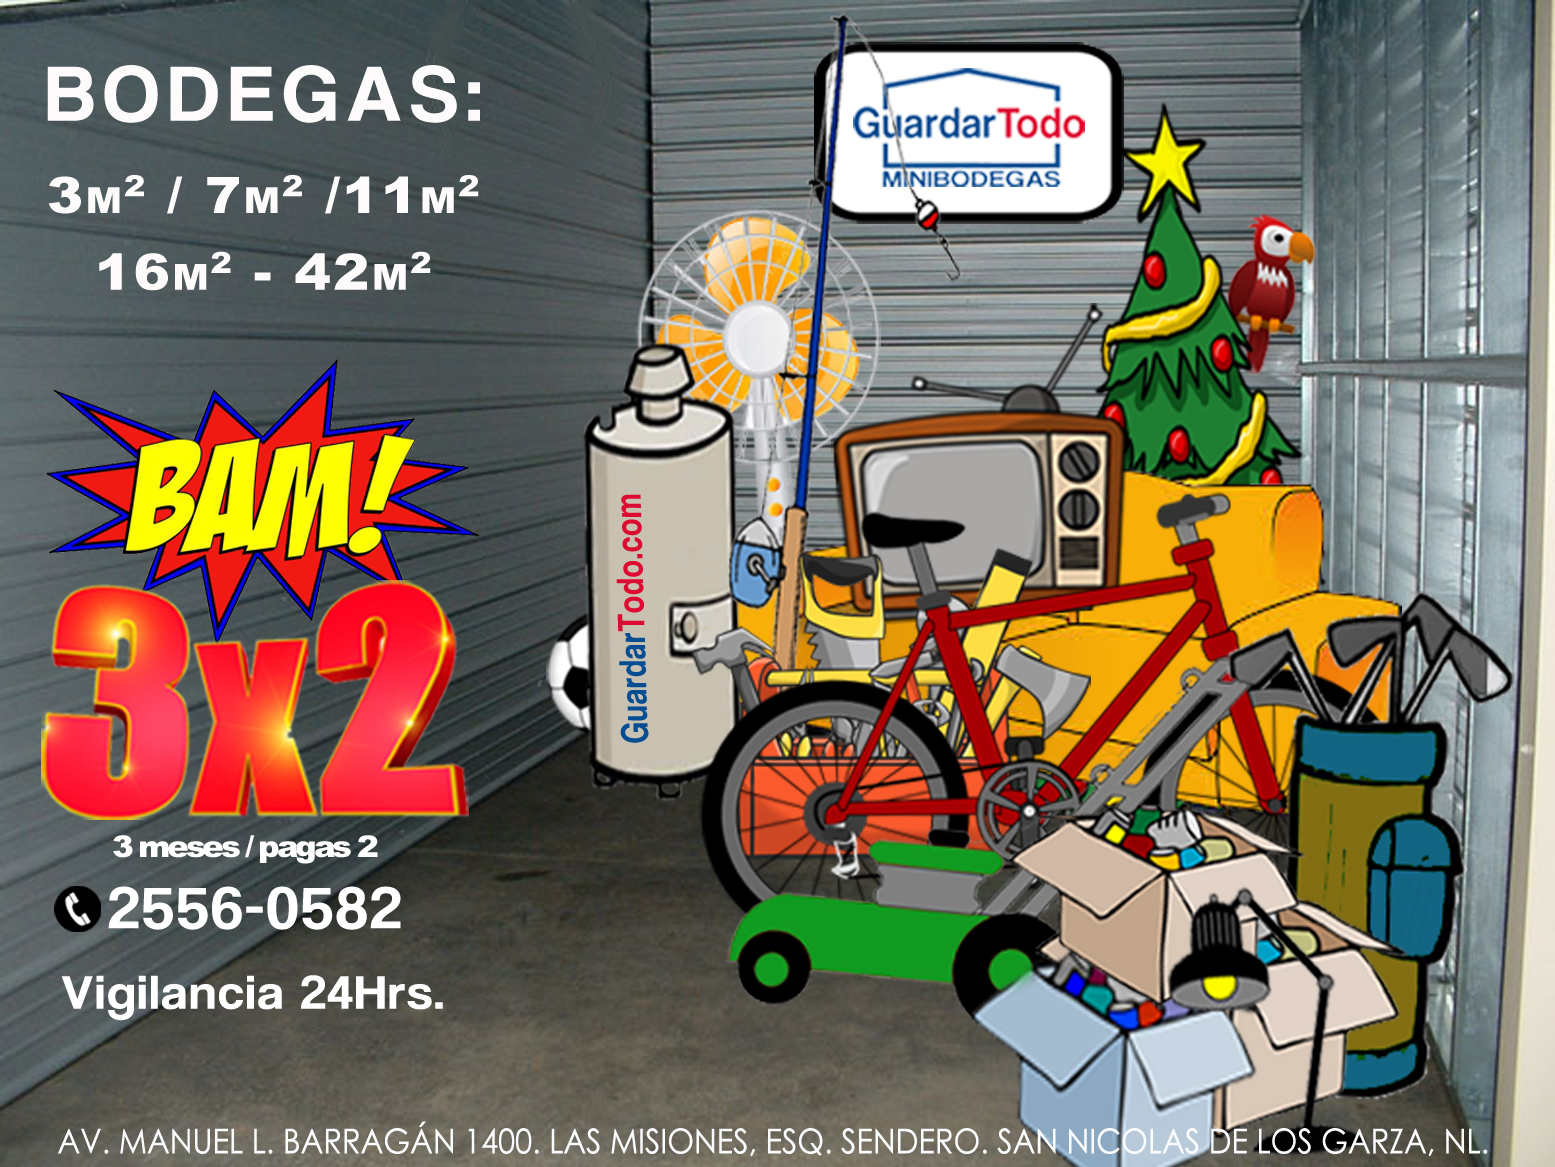 BODEGAS:
3M² / 7M² /11M²
16M² - 42M²
GuardarTodo
MINIBODEGAS
BAM!
GuardarTodo.com
3x2
3 meses / pagas 2
2556-0582
Vigilancia 24Hrs.
AV. MANUEL L. BARRAGÁN 1400. LAS MISIONES, ESQ. SENDERO. SAN NICOLAS DE LOS GARZA, NL.